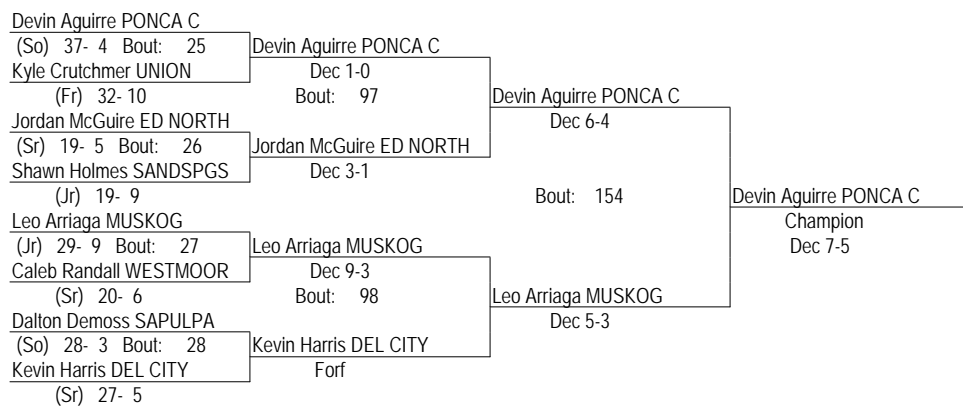 Devin Aguirre PONCA C
(So) 37- 4 Bout: 25
Devin Aguirre PONCA C
Kyle Crutchmer UNION
Dec 1-0
(Fr) 32- 10
Bout: 97
Devin Aguirre PONCA C
Jordan McGuire ED NORTH
Dec 6-4
(Sr) 19- 5 Bout: 26
Jordan McGuire ED NORTH
Shawn Holmes SANDSPGS
Dec 3-1
(Jr) 19- 9
Bout: 154
Devin Aguirre PONCA C
Leo Arriaga MUSKOG
Champion
(Jr) 29- 9 Bout: 27
Leo Arriaga MUSKOG
Dec 7-5
Caleb Randall WESTMOOR
Dec 9-3
(Sr) 20- 6
Bout: 98
Leo Arriaga MUSKOG
Dalton Demoss SAPULPA
Dec 5-3
(So) 28- 3 Bout: 28
Kevin Harris DEL CITY
Kevin Harris DEL CITY
Forf
(Sr) 27- 5